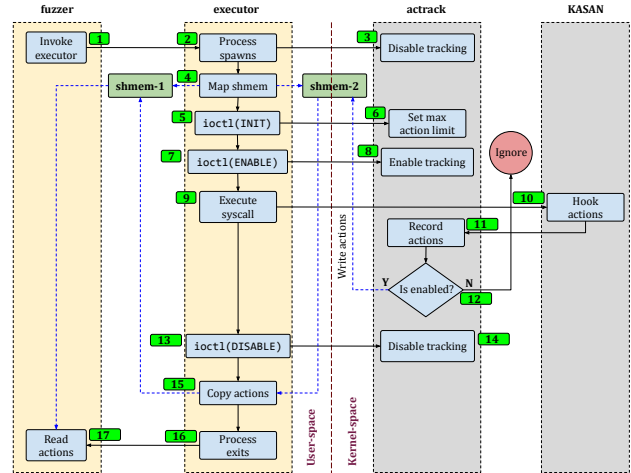 fuzzer
executor
actrack
KASAN
1
2
3
Invoke
executor
Process
spawns
Disable tracking
4
shmem-1
Map shmem
shmem-2
5
6
ioctl(INIT)
Set max
action limit
7
8
ioctl(ENABLE)
Enable tracking
Ignore
9
10
Execute
syscall
Hook
actions
11
Record
actions
Write actions
Y
Is enabled?
N
12
13
14
ioctl(DISABLE)
Disable tracking
15
Copy actions
17
16
Read
actions
Process
exits
User-space
Kernel-space